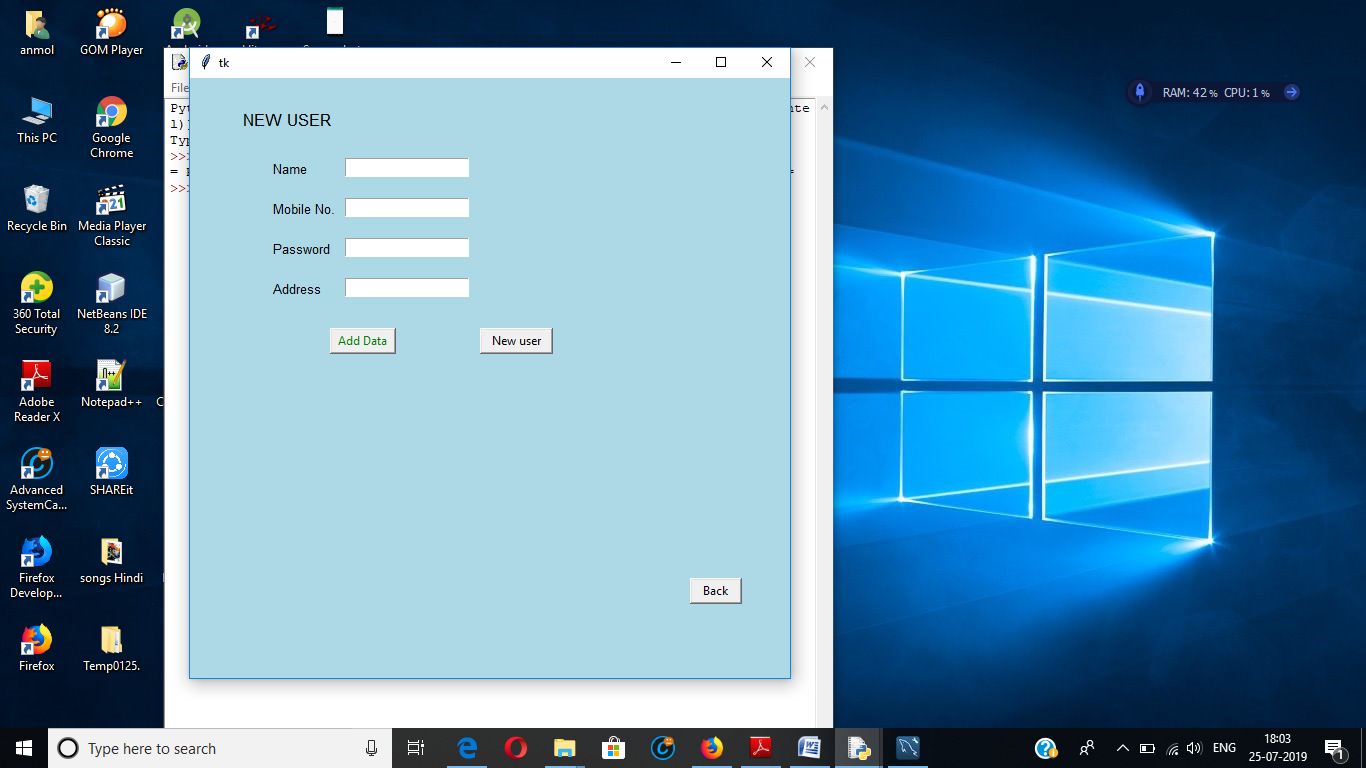 anmol
GOM Player
This PC
Google
Chrome
Recycle Bin
Media Player
Classic
360 Total
Security
NetBeans IDE
8.2
Adobe
Reader X
Notepad++
Advanced
SystemCa...
SHAREit
Firefox
Develop...
songs Hindi
Firefox
Temp0125.
tk
File
NEW USER
Name
Mobile No.
Password
Address
Add Data
New user
Back
RAM: 42 % CPU: 1 %
Type here to search
ENG
18:03
25-07-2019
1